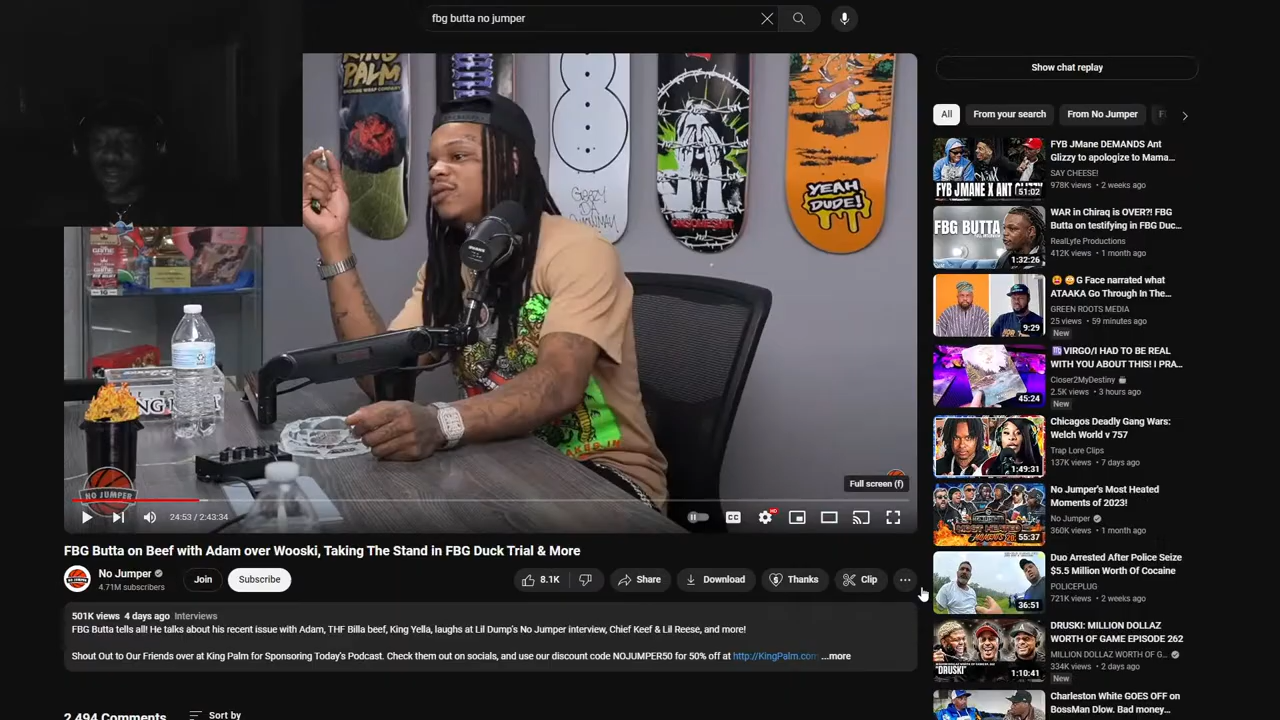 fbg butta no jumper
KING
PALM
YEAH
DUDE!
NO JUMPER
Full screen (f)
24:53 / 2:43:34
CC
HD
FBG Butta on Beef with Adam over Wooski, Taking The Stand in FBG Duck Trial & More
No Jumper
4.71M subscribers
Join
Subscribe
8.1K
Share
Download
Thanks
Clip
501K views 4 days ago Interviews
FBG Butta tells all! He talks about his recent issue with Adam, THF Billa beef, King Yella, laughs at Lil Dump's No Jumper interview, Chief Keef & Lil Reese, and more!
Shout Out to Our Friends over at King Palm for Sponsoring Today's Podcast. Check them out on socials, and use our discount code NOJUMPER50 for 50% off at http://KingPalm.com ...more
2,494 Comments
Sort by
Show chat replay
All
From your search
From No Jumper
FYB JMANE X ANT GLIZZY
51:02
FYB JMane DEMANDS Ant
Glizzy to apologize to Mama...
SAY CHEESE!
978K views • 2 weeks ago
FBG BUTTA
1:32:26
WAR in Chiraq is OVER?! FBG
Butta on testifying in FBG Duc...
RealLyfe Productions
412K views • 1 month ago
9:29
G Face narrated what
ATAAKA Go Through In The...
GREEN ROOTS MEDIA
25 views • 59 minutes ago
New
45:24
VIRGO/I HAD TO BE REAL
WITH YOU ABOUT THIS! I PRA...
Closer2MyDestiny
2.5K views • 3 hours ago
New
1:49:31
Chicagos Deadly Gang Wars:
Welch World v 757
Trap Lore Clips
137K views • 7 days ago
55:37
No Jumper's Most Heated
Moments of 2023!
No Jumper
360K views • 1 month ago
36:51
Duo Arrested After Police Seize
$5.5 Million Worth Of Cocaine
POLICEPLUG
721K views • 2 weeks ago
"DRUSKI"
1:10:41
DRUSKI: MILLION DOLLAZ
WORTH OF GAME EPISODE 262
MILLION DOLLAZ WORTH OF G...
334K views • 2 days ago
New
Charleston White GOES OFF on
BossMan Dlow. Bad money...